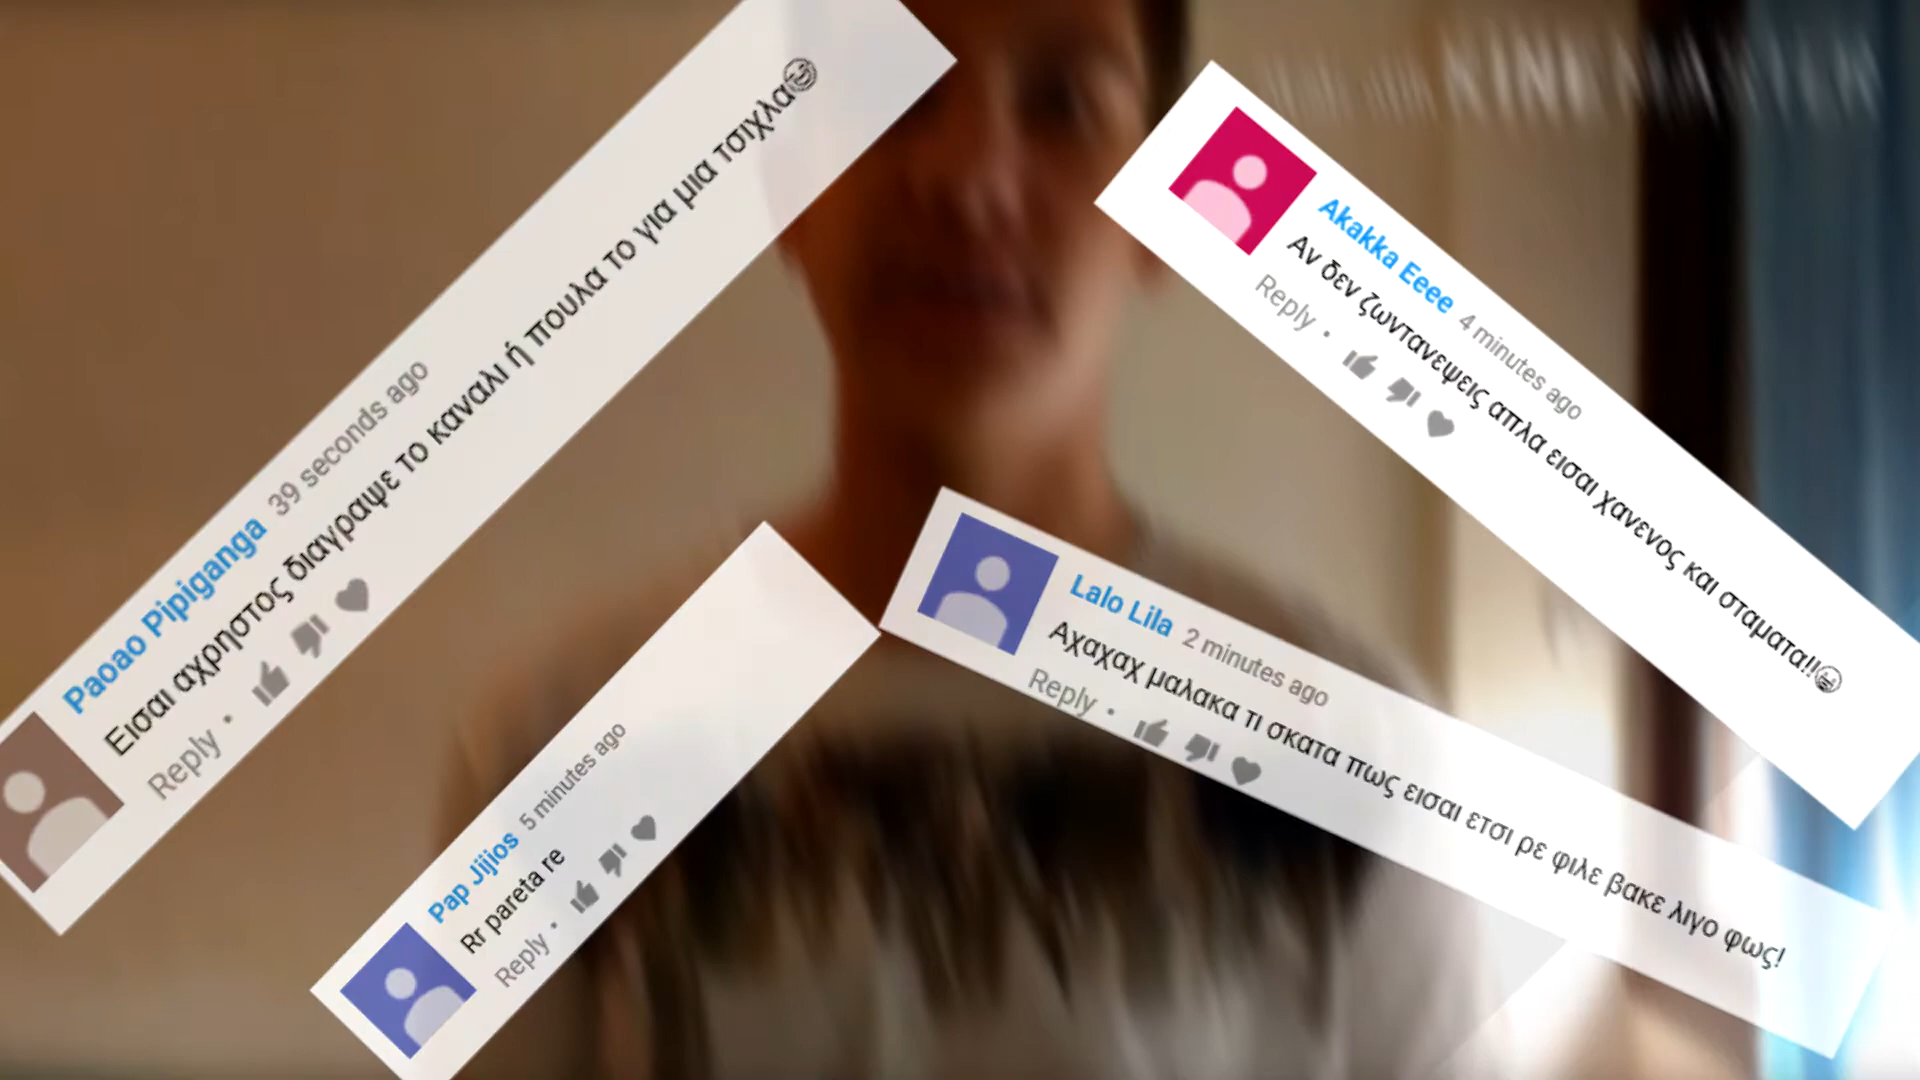 Paoao Pipiganga 39 seconds ago
Εισαι αχρηστος διαγραψε το καναλι ή πουλα το για μια τσιχλα😂
Reply •
Akakka Eeee 4 minutes ago
Αν δεν ζωντανεψεις απλα εισαι χανενος και σταματα!!😂
Reply •
Lalo Lila 2 minutes ago
Αχαχαχ μαλακα τι σκατα πως εισαι ετσι ρε φιλε βακε λιγο φως!
Reply •
Pap Jijios 5 minutes ago
Rr pareta re
Reply •